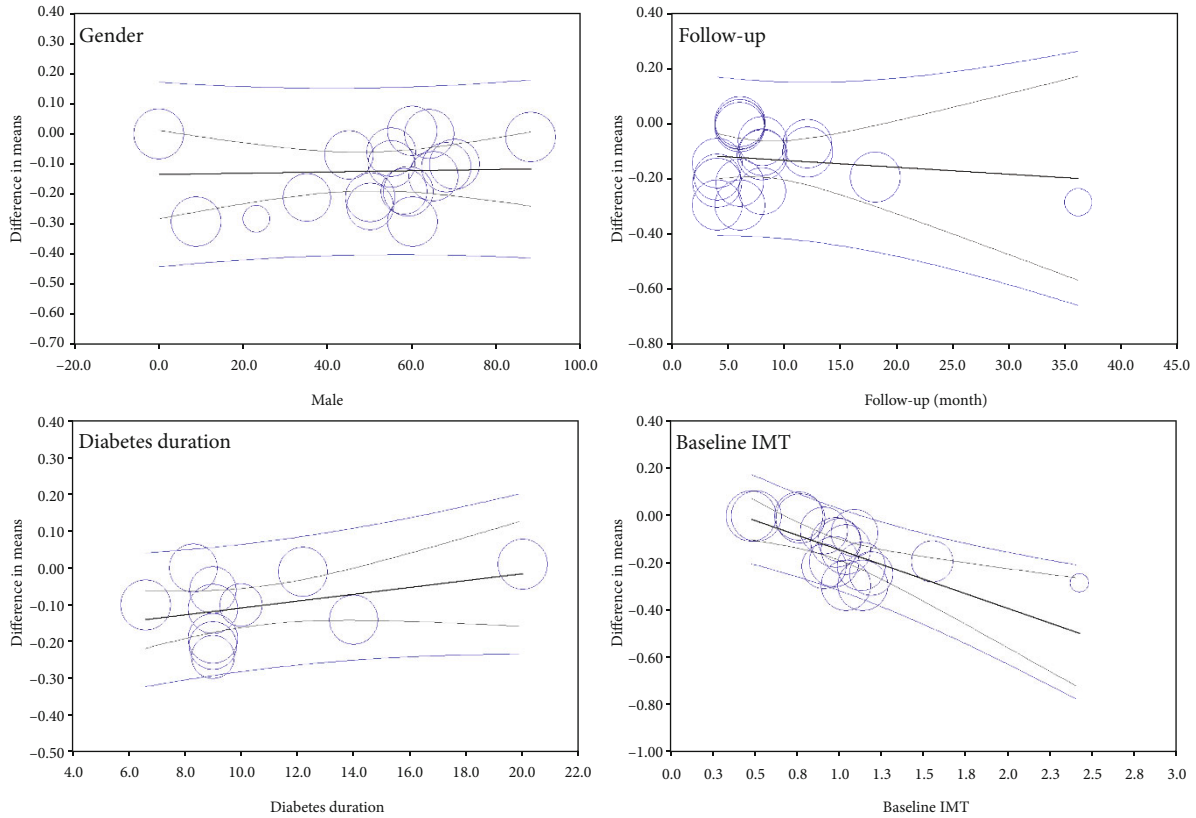 Gender
Difference in means
0.40
0.30
0.20
0.10
0.00
–0.10
–0.20
–0.30
–0.40
–0.50
–0.60
–0.70
–20.0 0.0 20.0 40.0 60.0 80.0 100.0
Male
Follow-up
Difference in means
0.40
0.20
0.00
–0.20
–0.40
–0.80
0.0 5.0 10.0 15.0 20.0 25.0 30.0 35.0 45.0
Follow-up (month)
Diabetes duration
Difference in means
0.40
0.30
0.20
0.10
0.00
–0.10
–0.20
–0.30
–0.40
–0.50
4.0 6.0 8.0 10.0 12.0 14.0 16.0 18.0 20.0 22.0
Diabetes duration
Baseline IMT
Difference in means
0.40
0.20
0.00
–0.20
–0.40
–0.60
–0.80
–1.00
0.0 0.3 0.5 0.8 1.0 1.3 1.5 1.8 2.0 2.3 2.5 2.8 3.0
Baseline IMT